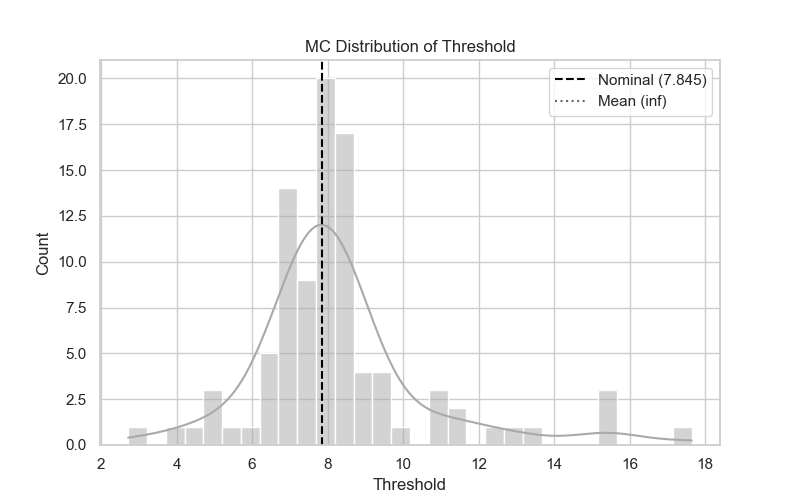 MC Distribution of Threshold
Nominal (7.845)
Mean (inf)
20.0
17.5
15.0
12.5
10.0
7.5
5.0
2.5
0.0
Count
2 4 6 8 10 12 14 16 18
Threshold